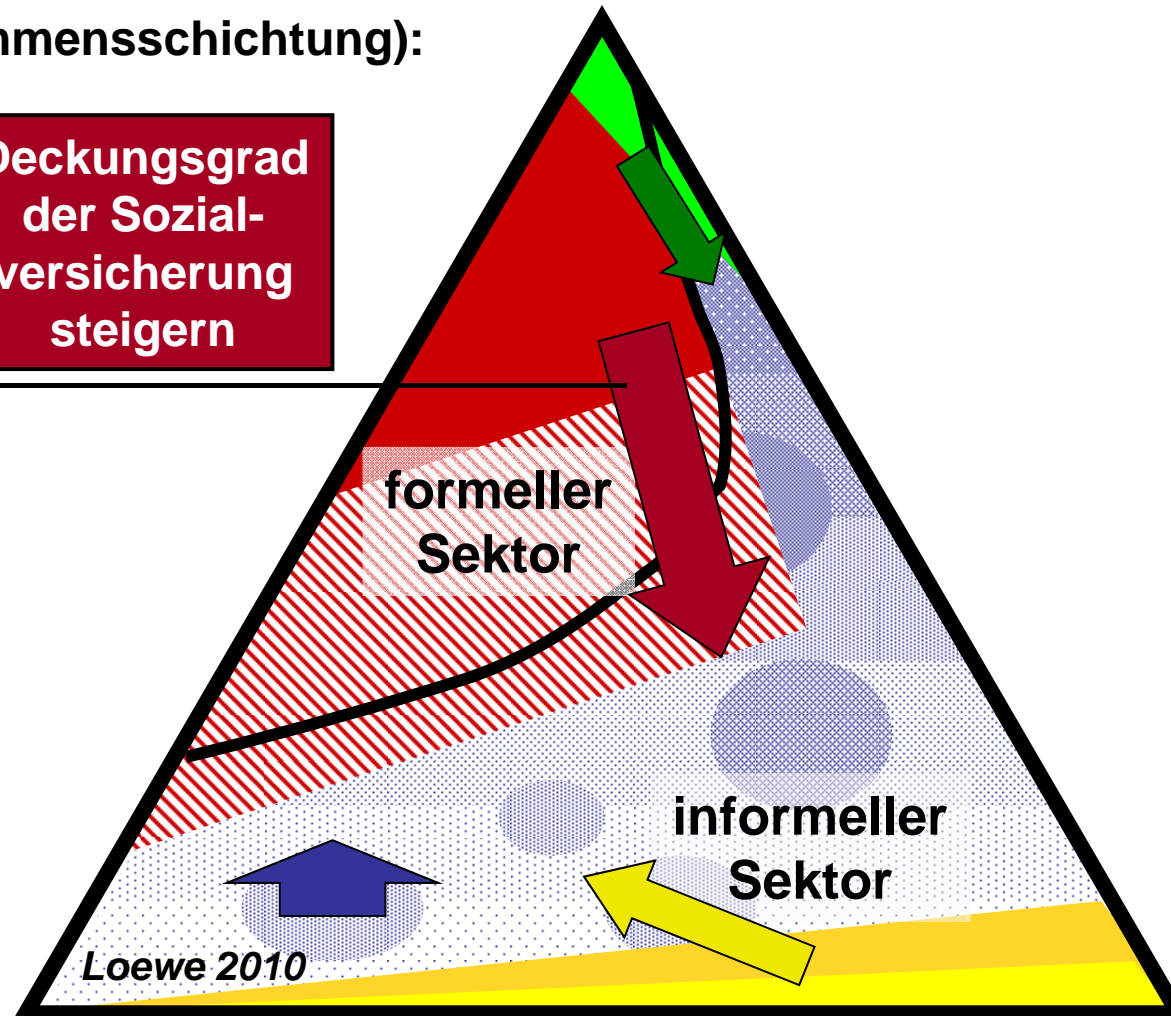 mmensschichtung):
Deckungsgrad
der Sozial-
versicherung
steigern
formeller
Sektor
informeller
Sektor
Loewe 2010